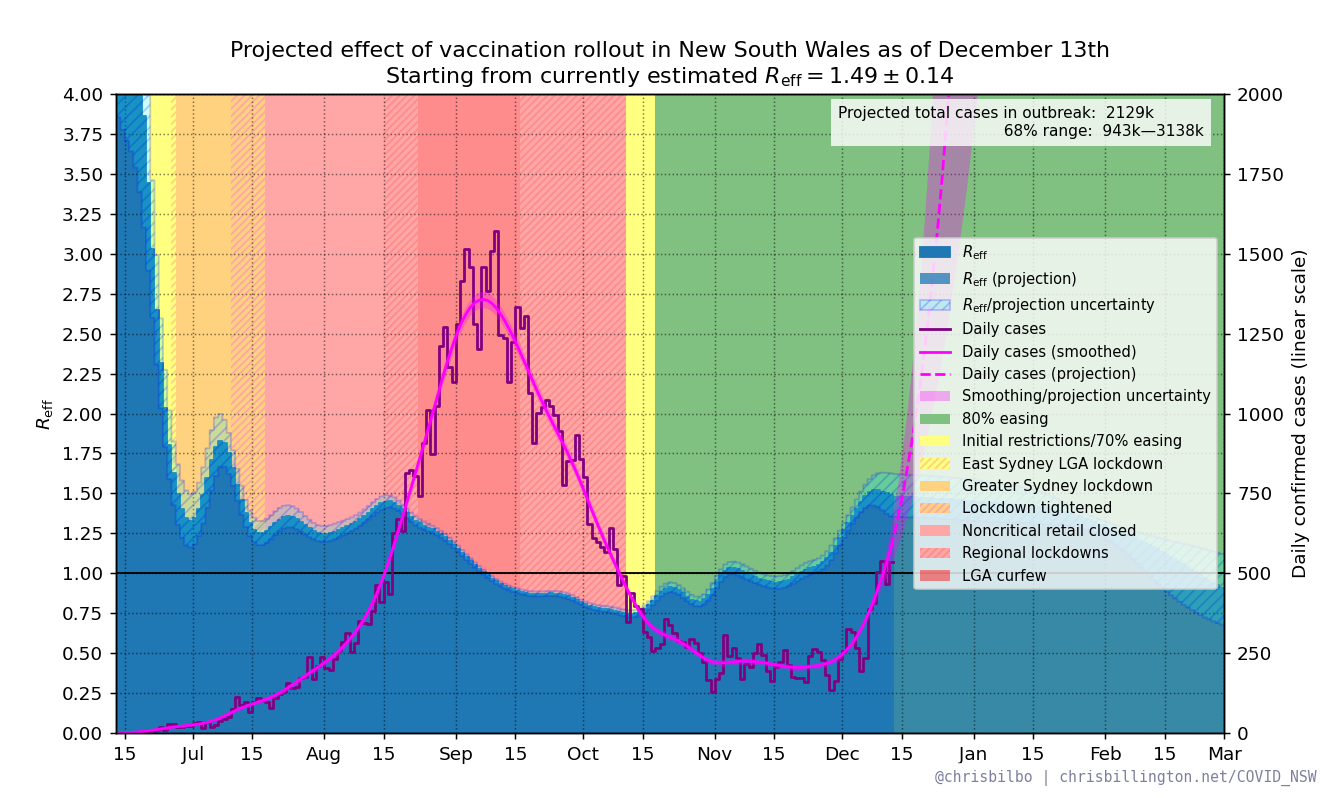 Projected effect of vaccination rollout in New South Wales as of December 13th
Starting from currently estimated R_eff = 1.49 ± 0.14
4.00
3.75
3.50
3.25
3.00
2.75
2.50
2.25
2.00
1.75
1.50
1.25
1.00
0.75
0.50
0.25
0.00
R_eff
Projected total cases in outbreak: 2129k
68% range: 943k—3138k
R_eff
R_eff (projection)
R_eff/projection uncertainty
Daily cases
Daily cases (smoothed)
Daily cases (projection)
Smoothing/projection uncertainty
80% easing
Initial restrictions/70% easing
East Sydney LGA lockdown
Greater Sydney lockdown
Lockdown tightened
Noncritical retail closed
Regional lockdowns
LGA curfew
2000
1750
1500
1250
1000
750
500
250
0
Daily confirmed cases (linear scale)
15 Jul 15 Aug 15 Sep 15 Oct 15 Nov 15 Dec 15 Jan 15 Feb 15 Mar
@chrisbilbo | chrisbillington.net/COVID_NSW